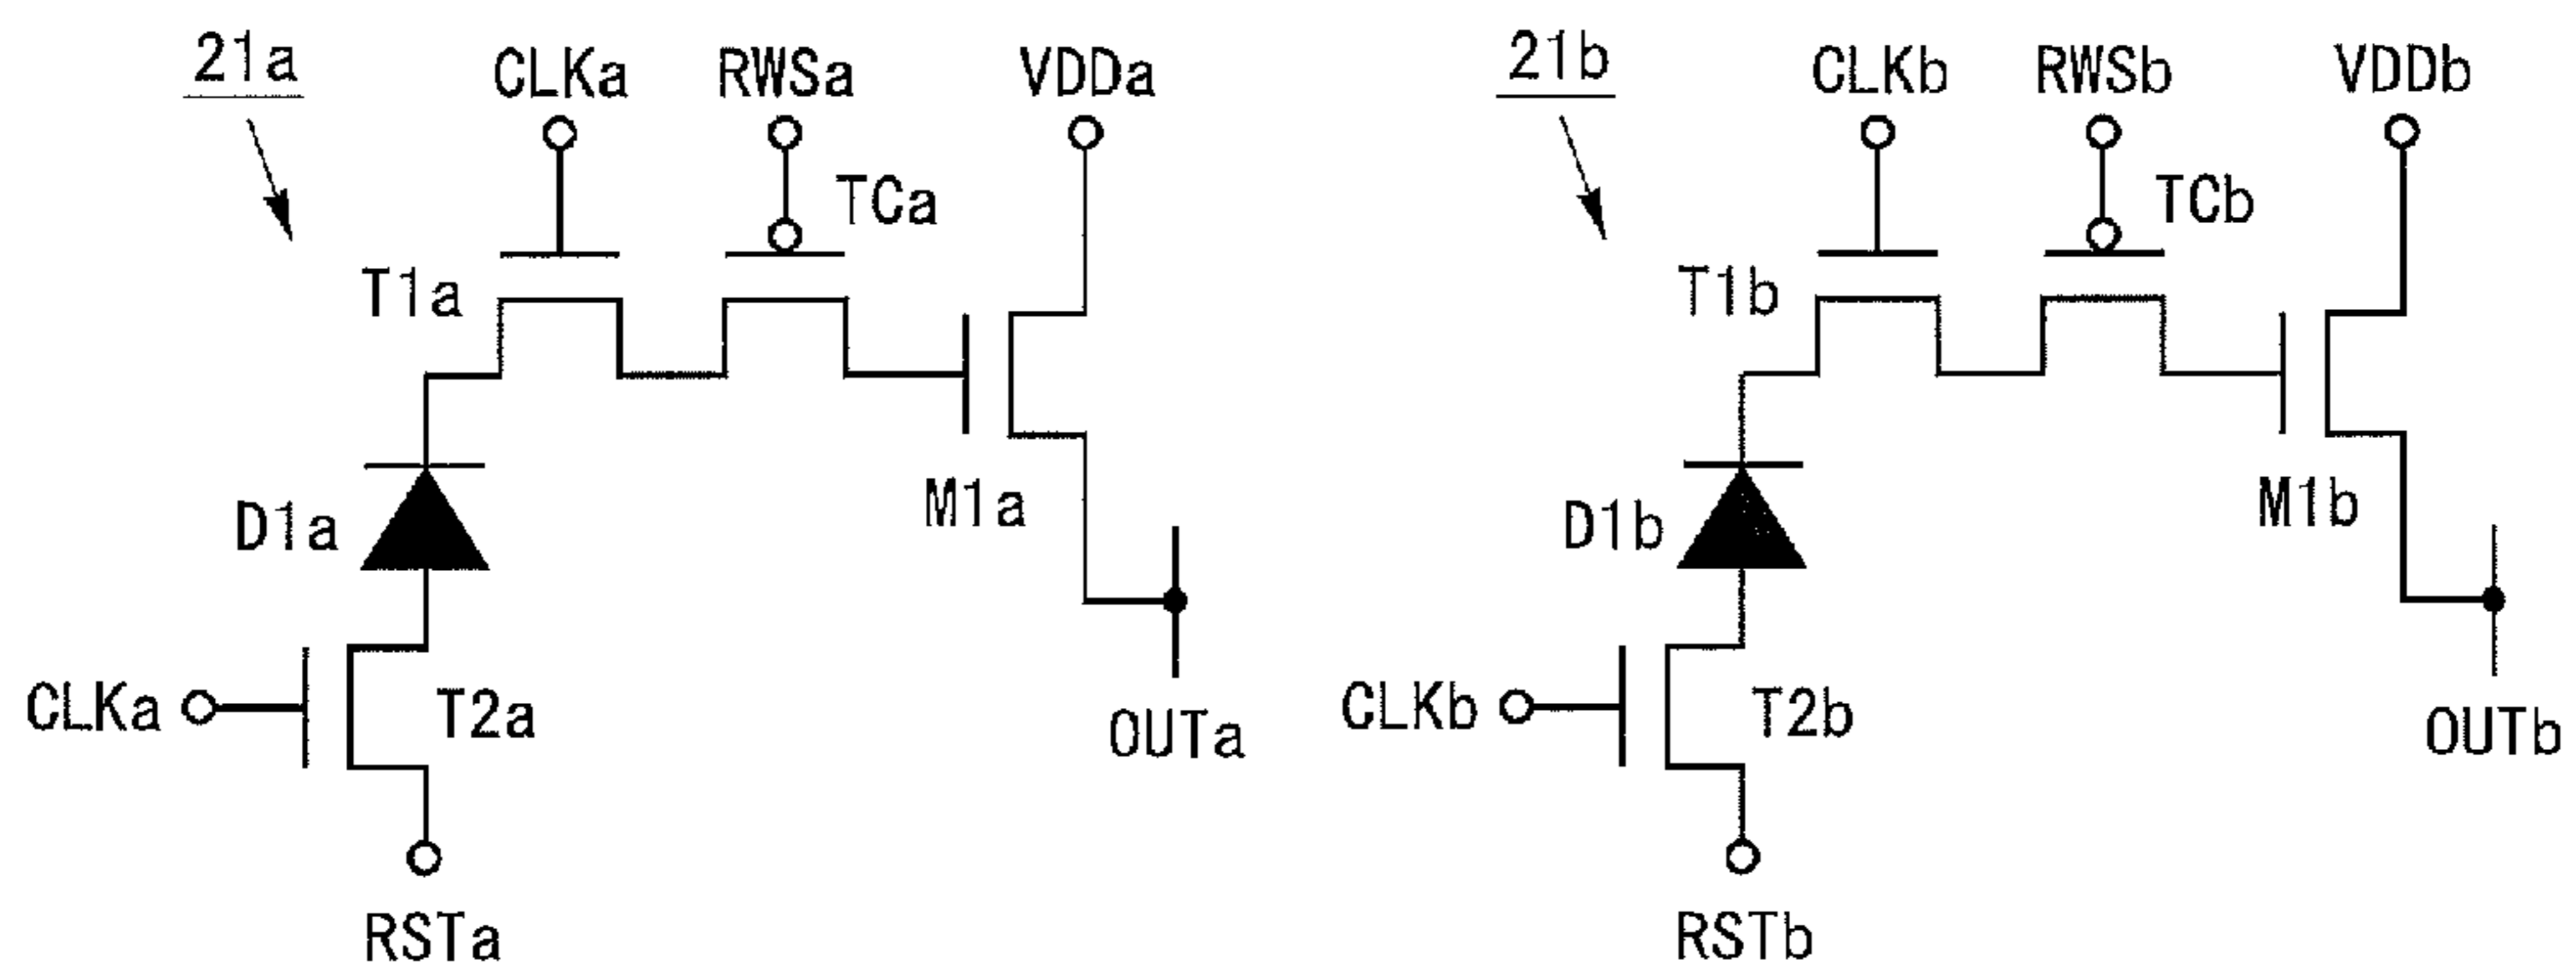 21a CLKa RWSa VDDa
TCa
T1a
D1a
M1a
CLKa T2a
OUTa
RSTa
21b CLKb RWSb VDDb
TCb
T1b
D1b
M1b
CLKb T2b
OUTb
RSTb